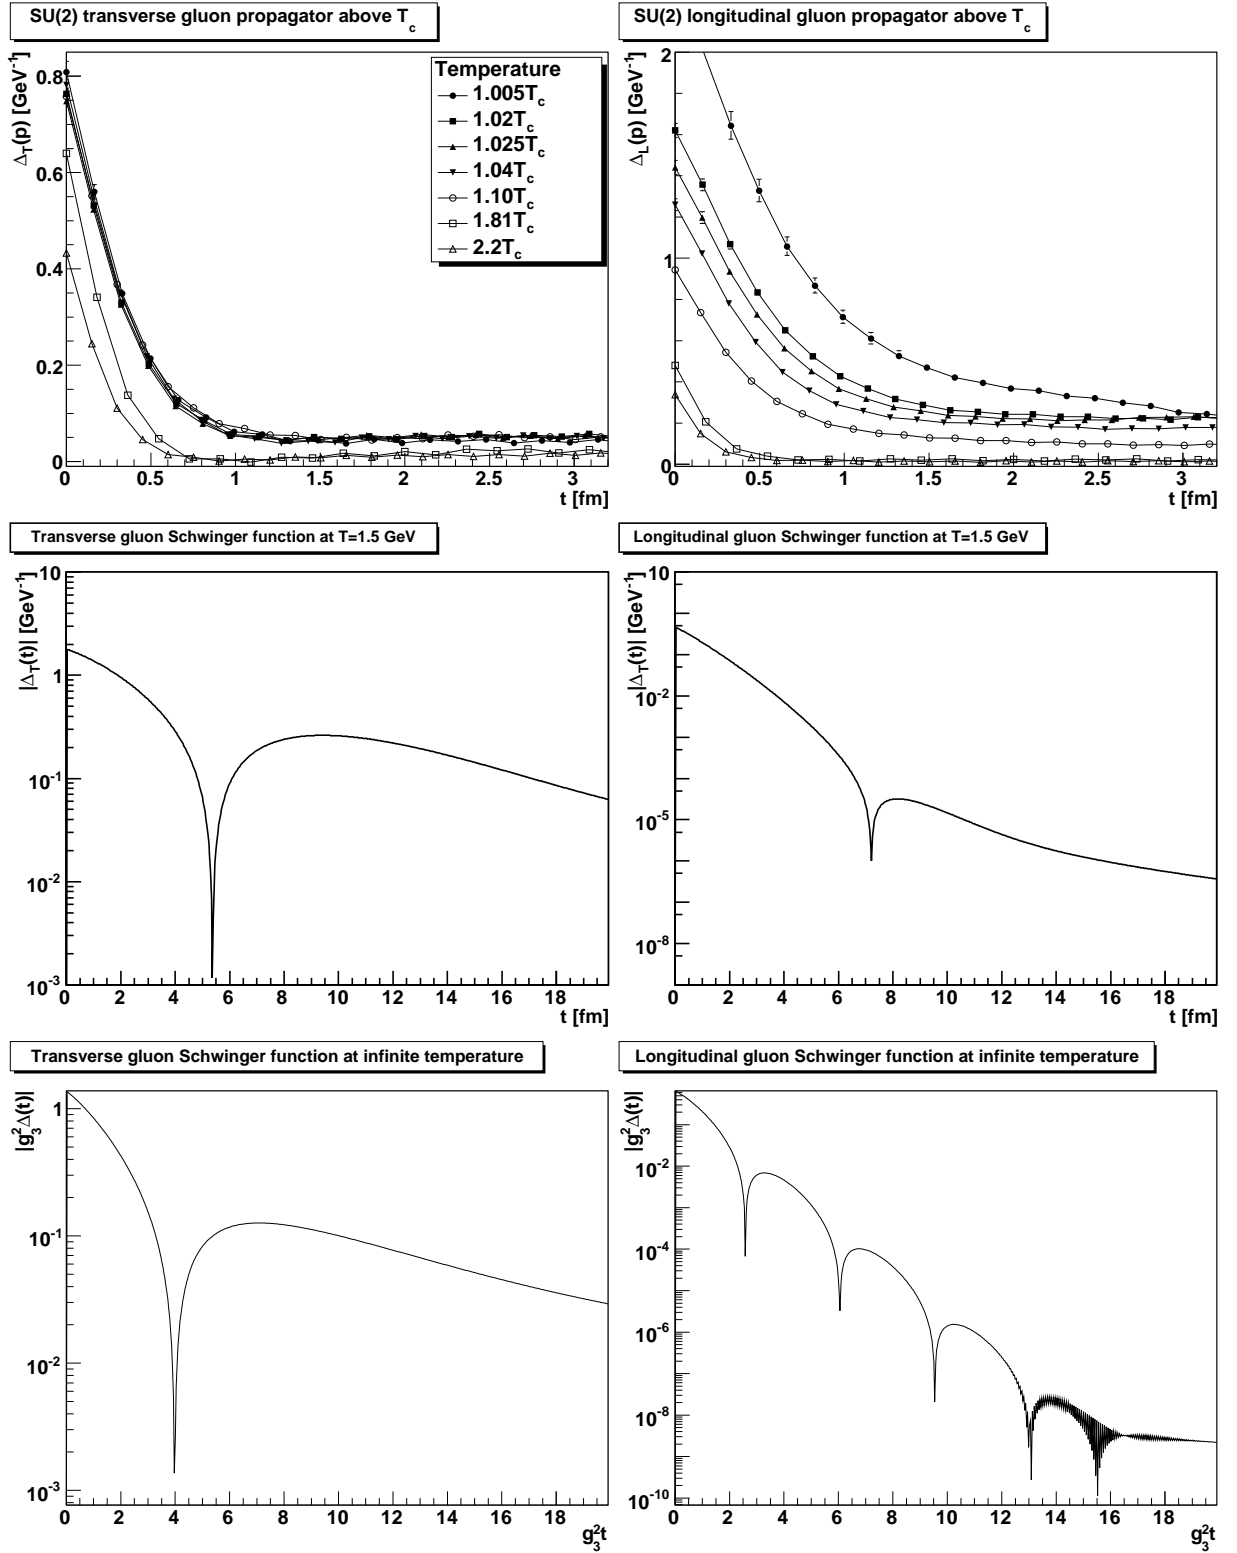 SU(2) transverse gluon propagator above T_c
Δ_T(p) [GeV⁻¹]
0.8
0.6
0.4
0.2
0
Temperature
1.005T_c
1.02T_c
1.025T_c
1.04T_c
1.10T_c
1.81T_c
2.2T_c
0 0.5 1 1.5 2 2.5 3
t [fm]
SU(2) longitudinal gluon propagator above T_c
Δ_L(p) [GeV⁻¹]
2
1
0
0 0.5 1 1.5 2 2.5 3
t [fm]
Transverse gluon Schwinger function at T=1.5 GeV
|Δ_T(t)| [GeV⁻¹]
10
1
10⁻¹
10⁻²
10⁻³
0 2 4 6 8 10 12 14 16 18
t [fm]
Longitudinal gluon Schwinger function at T=1.5 GeV
|Δ_T(t)| [GeV⁻¹]
10
10⁻²
10⁻⁵
10⁻⁸
0 2 4 6 8 10 12 14 16 18
t [fm]
Transverse gluon Schwinger function at infinite temperature
|g₃²Δ(t)|
1
10⁻¹
10⁻²
10⁻³
0 2 4 6 8 10 12 14 16 18
g₃²t
Longitudinal gluon Schwinger function at infinite temperature
|g₃²Δ(t)|
10⁻²
10⁻⁴
10⁻⁶
10⁻⁸
10⁻¹⁰
0 2 4 6 8 10 12 14 16 18
g₃²t